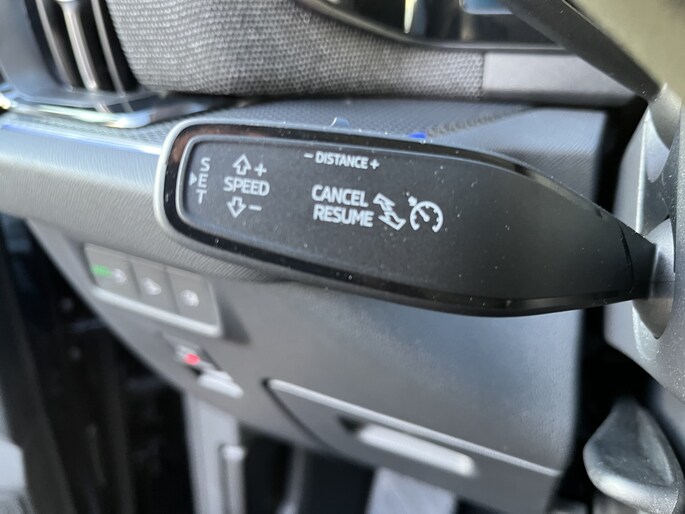 SET
+
SPEED
−
− DISTANCE +
CANCEL
RESUME